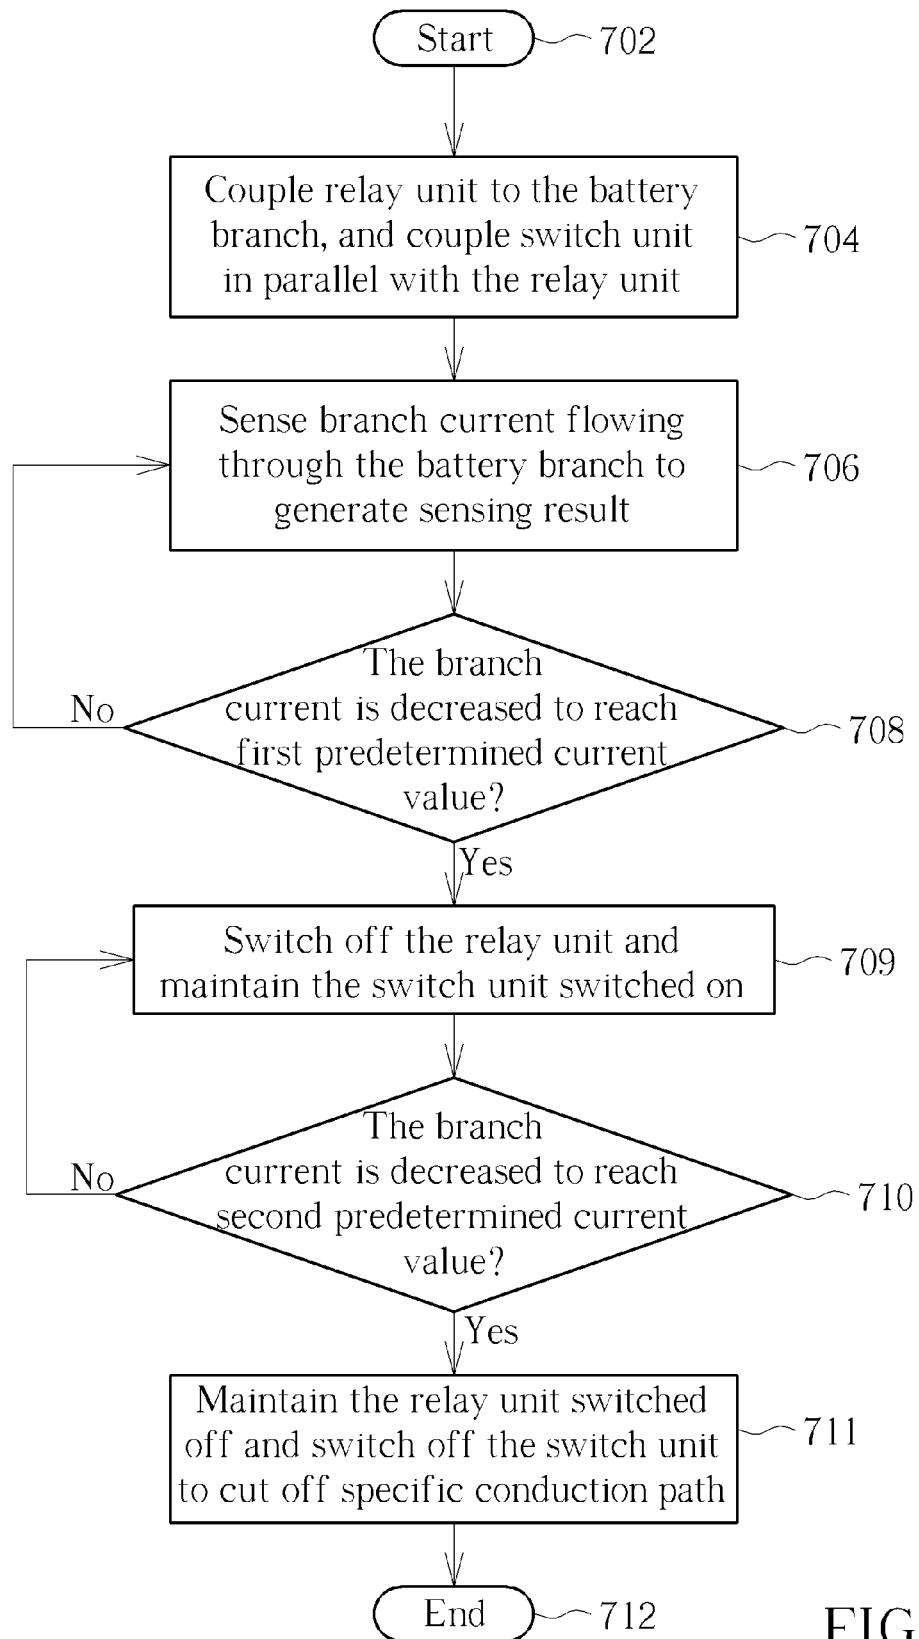 Start
702
Couple relay unit to the battery
branch, and couple switch unit
in parallel with the relay unit
704
Sense branch current flowing
through the battery branch to
generate sensing result
706
The branch
current is decreased to reach
first predetermined current
value?
708
No
Yes
Switch off the relay unit and
maintain the switch unit switched on
709
The branch
current is decreased to reach
second predetermined current
value?
710
No
Yes
Maintain the relay unit switched
off and switch off the switch unit
to cut off specific conduction path
711
End
712
FIG